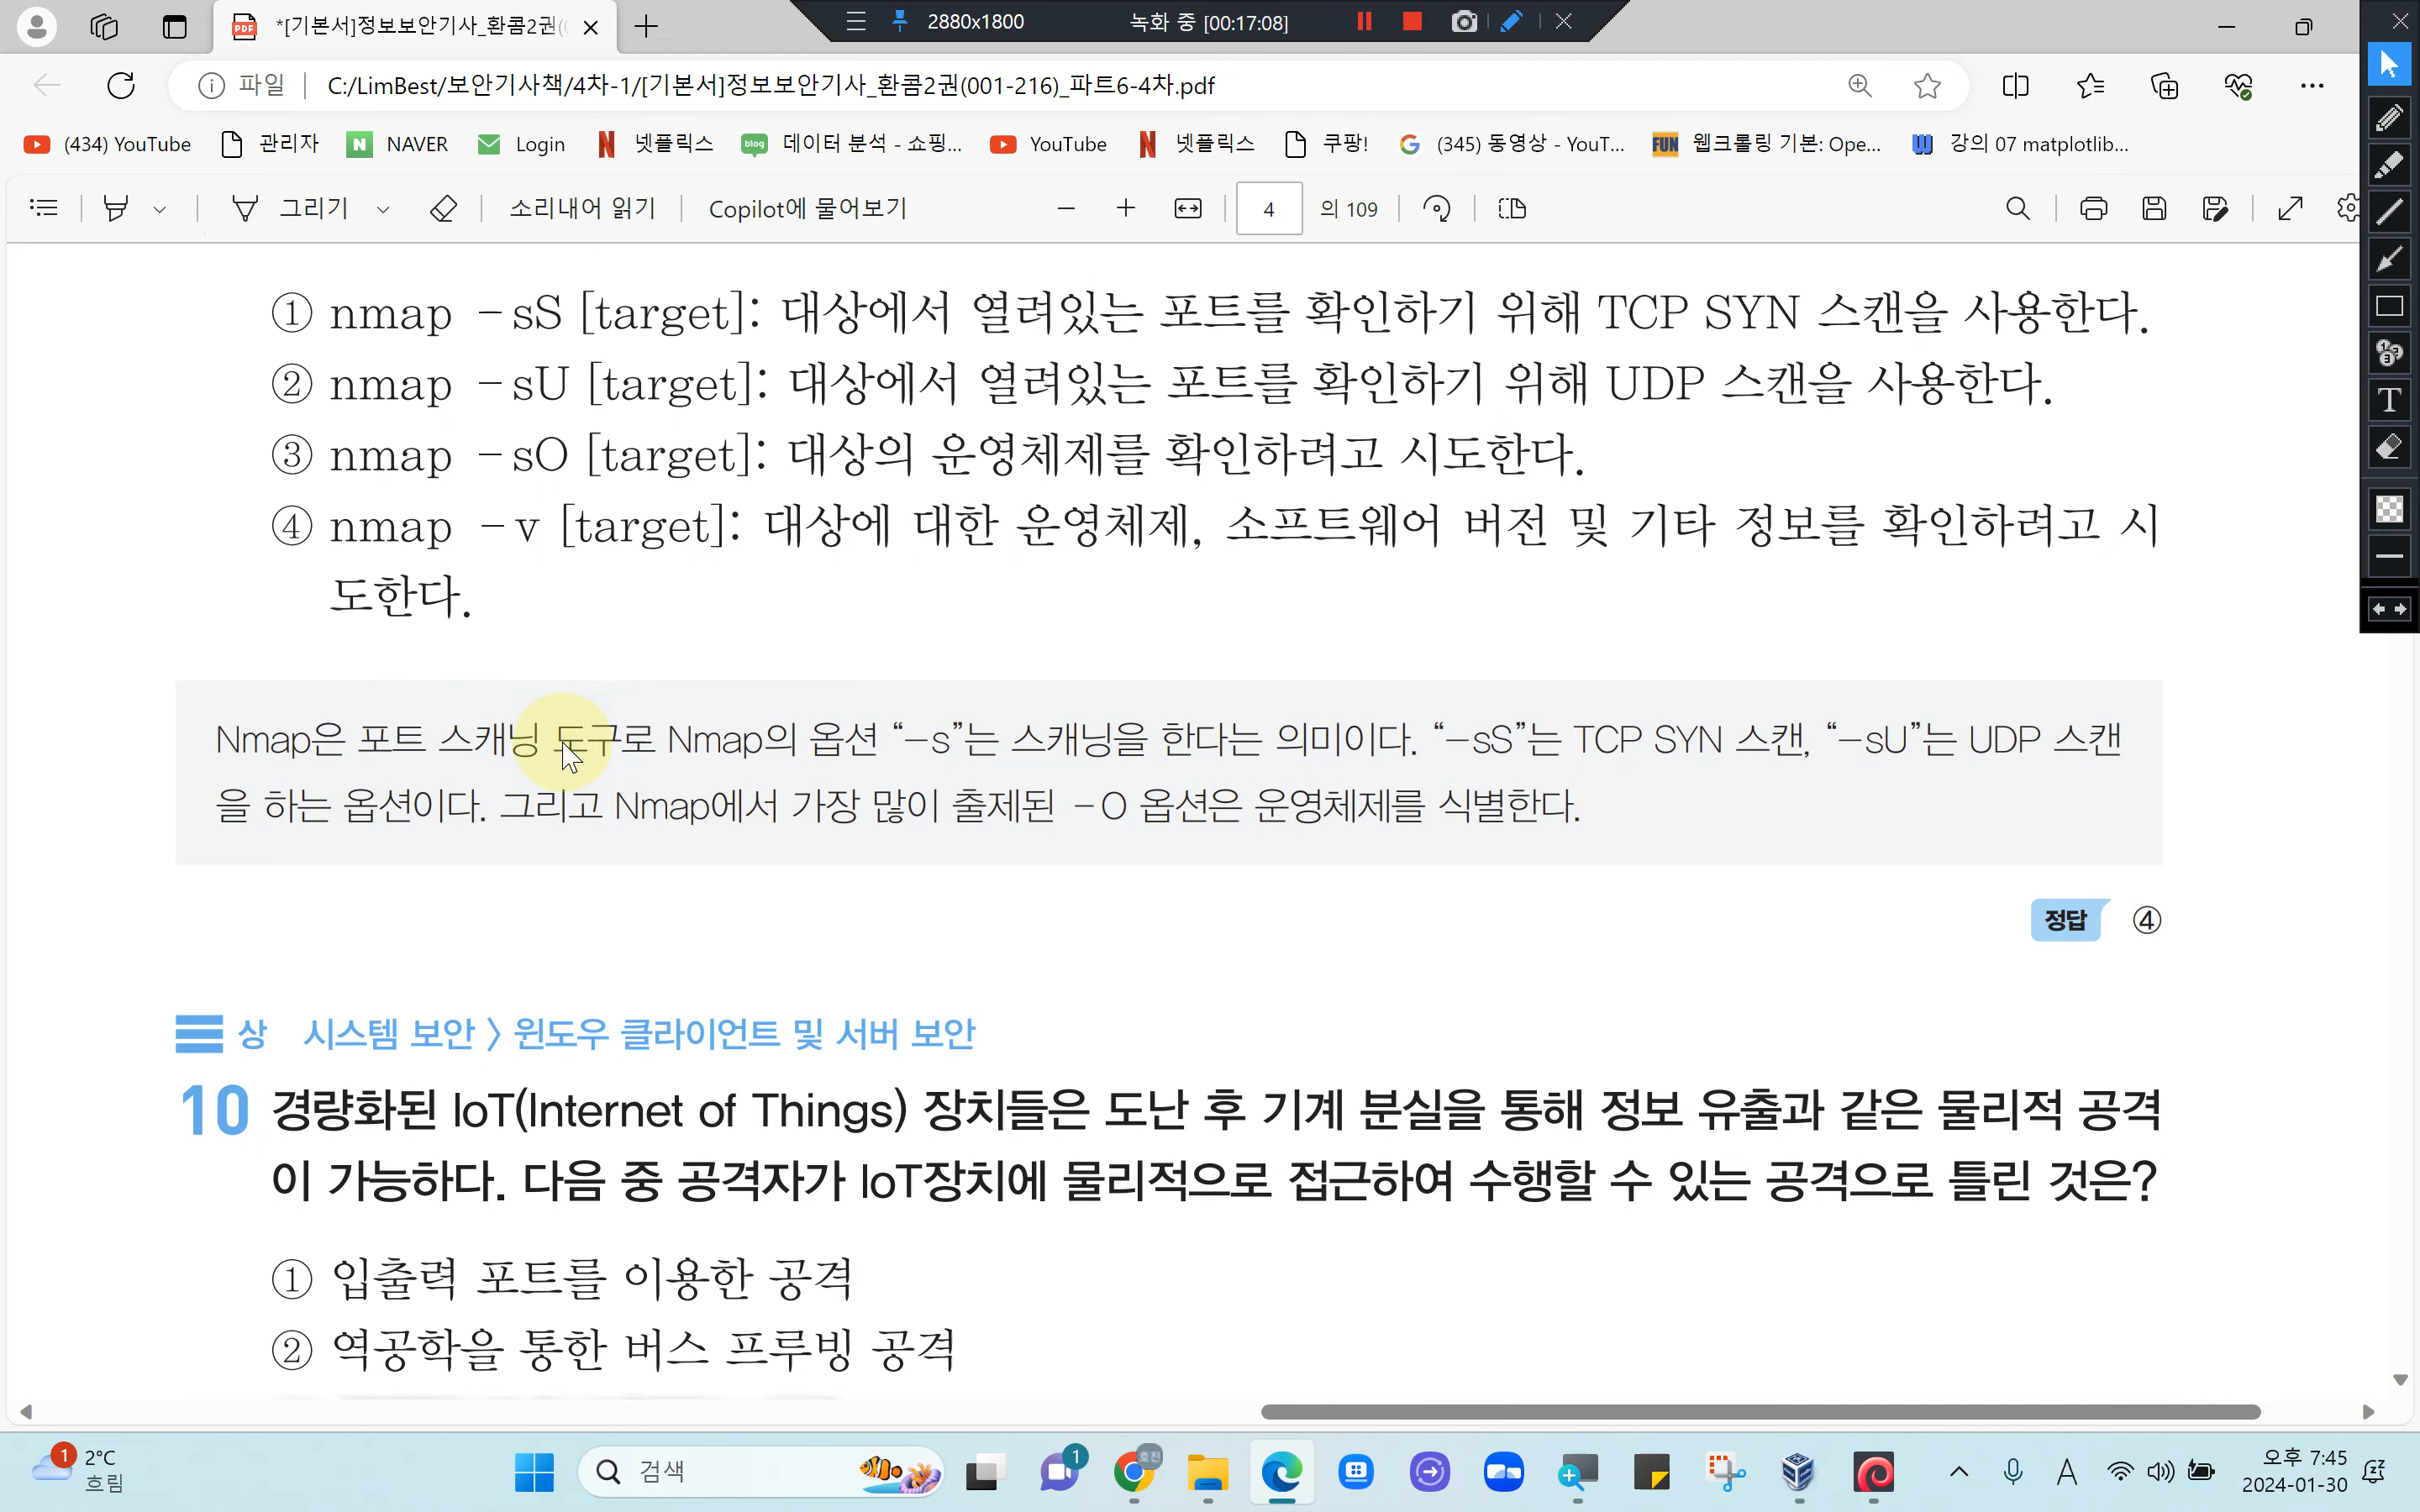 *[기본서]정보보안기사_환콤2권(
2880x1800
녹화 중 [00:17:08]
파일
C:/LimBest/보안기사책/4차-1/[기본서]정보보안기사_환콤2권(001-216)_파트6-4차.pdf
(434) YouTube
관리자
NAVER
Login
넷플릭스
데이터 분석 - 쇼핑...
YouTube
넷플릭스
쿠팡!
(345) 동영상 - YouT...
웹크롤링 기본: Ope...
강의 07 matplotlib...
그리기
소리내어 읽기
Copilot에 물어보기
4 의 109
① nmap -sS [target]: 대상에서 열려있는 포트를 확인하기 위해 TCP SYN 스캔을 사용한다.
② nmap -sU [target]: 대상에서 열려있는 포트를 확인하기 위해 UDP 스캔을 사용한다.
③ nmap -sO [target]: 대상의 운영체제를 확인하려고 시도한다.
④ nmap -v [target]: 대상에 대한 운영체제, 소프트웨어 버전 및 기타 정보를 확인하려고 시
도한다.
Nmap은 포트 스캐닝 도구로 Nmap의 옵션 “-s”는 스캐닝을 한다는 의미이다. “-sS”는 TCP SYN 스캔, “-sU”는 UDP 스캔
을 하는 옵션이다. 그리고 Nmap에서 가장 많이 출제된 -O 옵션은 운영체제를 식별한다.
정답 ④
상 시스템 보안 〉 윈도우 클라이언트 및 서버 보안
10 경량화된 IoT(Internet of Things) 장치들은 도난 후 기계 분실을 통해 정보 유출과 같은 물리적 공격
이 가능하다. 다음 중 공격자가 IoT장치에 물리적으로 접근하여 수행할 수 있는 공격으로 틀린 것은?
① 입출력 포트를 이용한 공격
② 역공학을 통한 버스 프루빙 공격
1
2°C
흐림
검색
1
호진
A
오후 7:45
2024-01-30